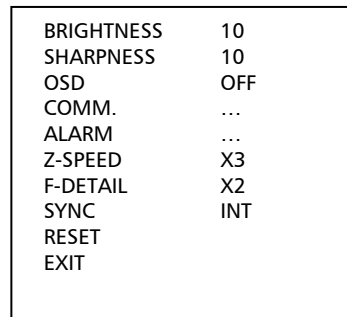 BRIGHTNESS 10
SHARPNESS 10
OSD OFF
COMM. ...
ALARM ...
Z-SPEED X3
F-DETAIL X2
SYNC INT
RESET
EXIT